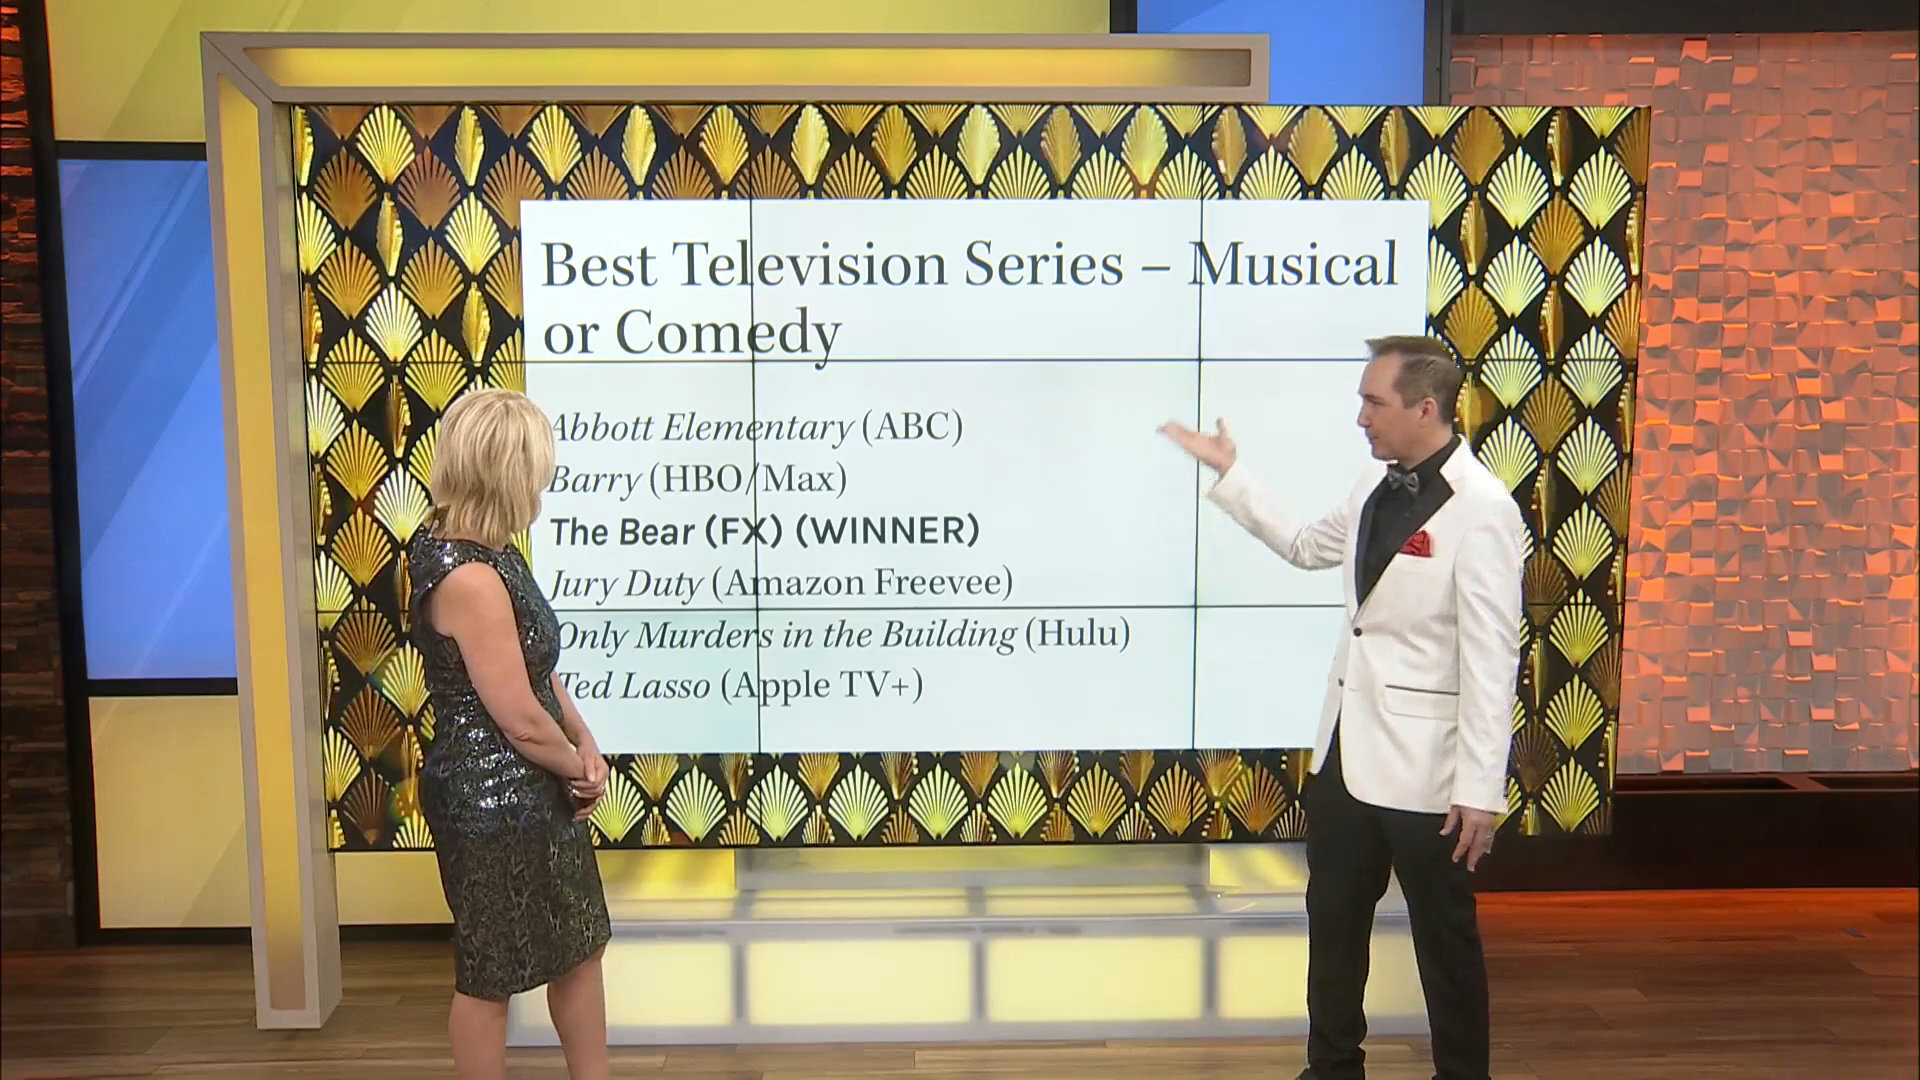 Best Television Series – Musical
or Comedy
Abbott Elementary (ABC)
Barry (HBO/Max)
The Bear (FX) (WINNER)
Jury Duty (Amazon Freevee)
Only Murders in the Building (Hulu)
Ted Lasso (Apple TV+)